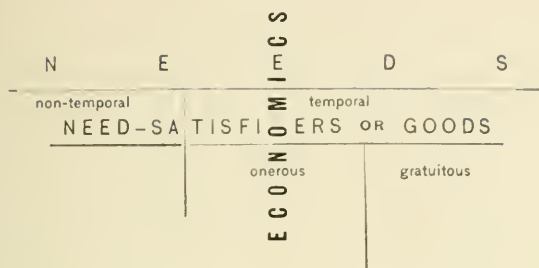 N E E D S
non-temporal temporal
NEED-SATISFIERS OR GOODS
onerous gratuitous
ECONOMICS